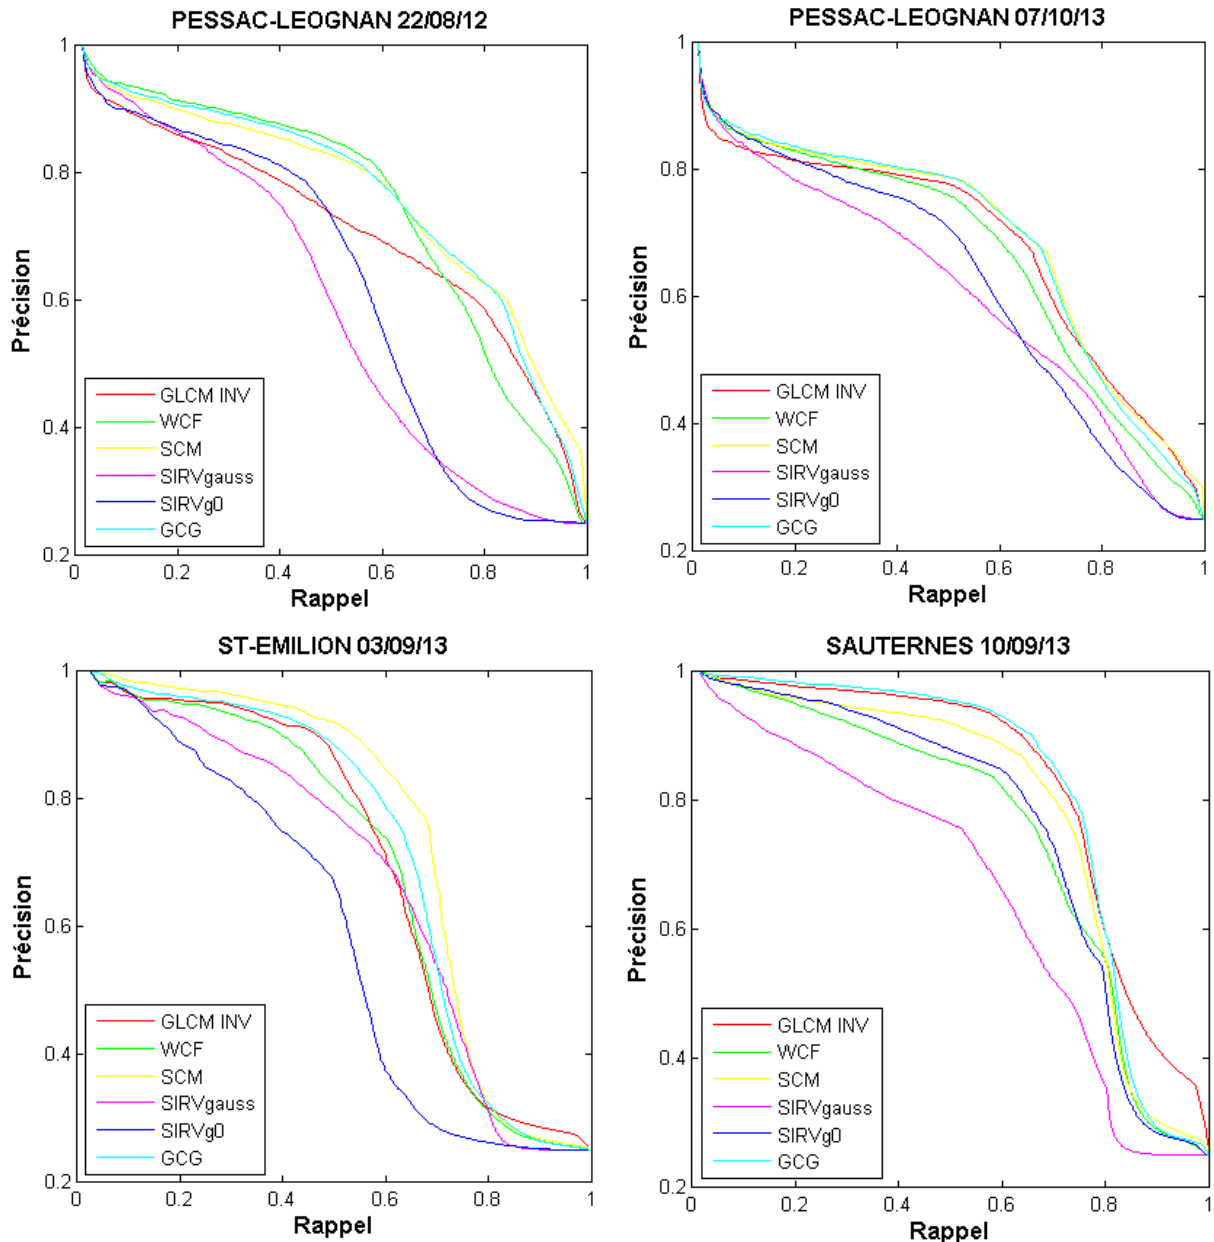 PESSAC-LEOGNAN 22/08/12
1
0.8
0.6
0.4
0.2
Précision
GLCM INV
WCF
SCM
SIRVgauss
SIRVg0
GCG
0
0.2
0.4
0.6
0.8
1
Rappel
PESSAC-LEOGNAN 07/10/13
1
0.8
0.6
0.4
0.2
Précision
GLCM INV
WCF
SCM
SIRVgauss
SIRVg0
GCG
0
0.2
0.4
0.6
0.8
1
Rappel
ST-EMILION 03/09/13
1
0.8
0.6
0.4
0.2
Précision
GLCM INV
WCF
SCM
SIRVgauss
SIRVg0
GCG
0
0.2
0.4
0.6
0.8
1
Rappel
SAUTERNES 10/09/13
1
0.8
0.6
0.4
0.2
Précision
GLCM INV
WCF
SCM
SIRVgauss
SIRVg0
GCG
0
0.2
0.4
0.6
0.8
1
Rappel